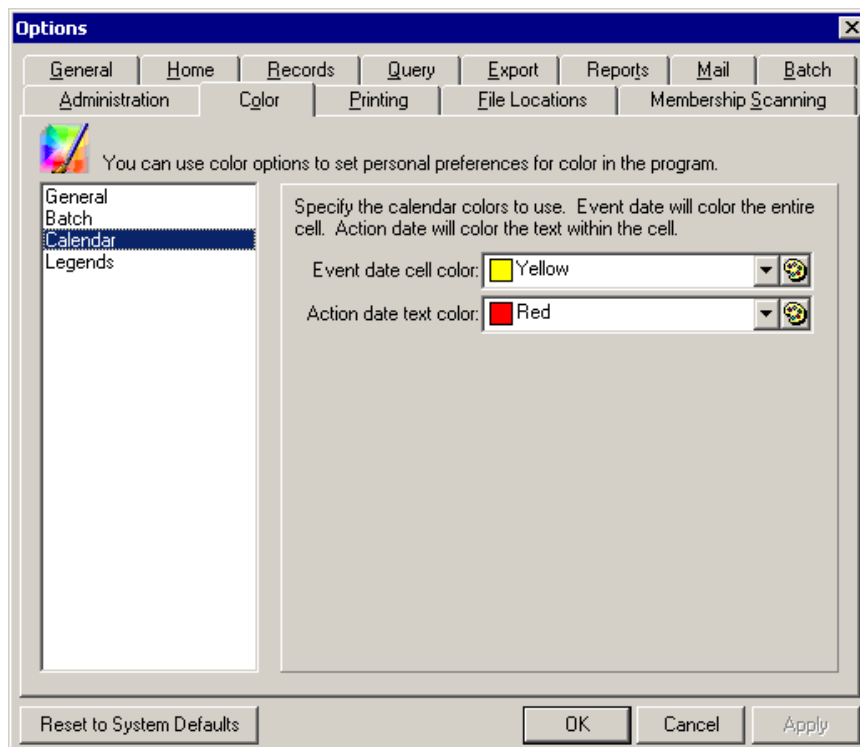 Options
General Home Records Query Export Reports Mail Batch
Administration Color Printing File Locations Membership Scanning
You can use color options to set personal preferences for color in the program.
General
Batch
Calendar
Legends
Specify the calendar colors to use. Event date will color the entire
cell. Action date will color the text within the cell.
Event date cell color: Yellow
Action date text color: Red
Reset to System Defaults OK Cancel Apply